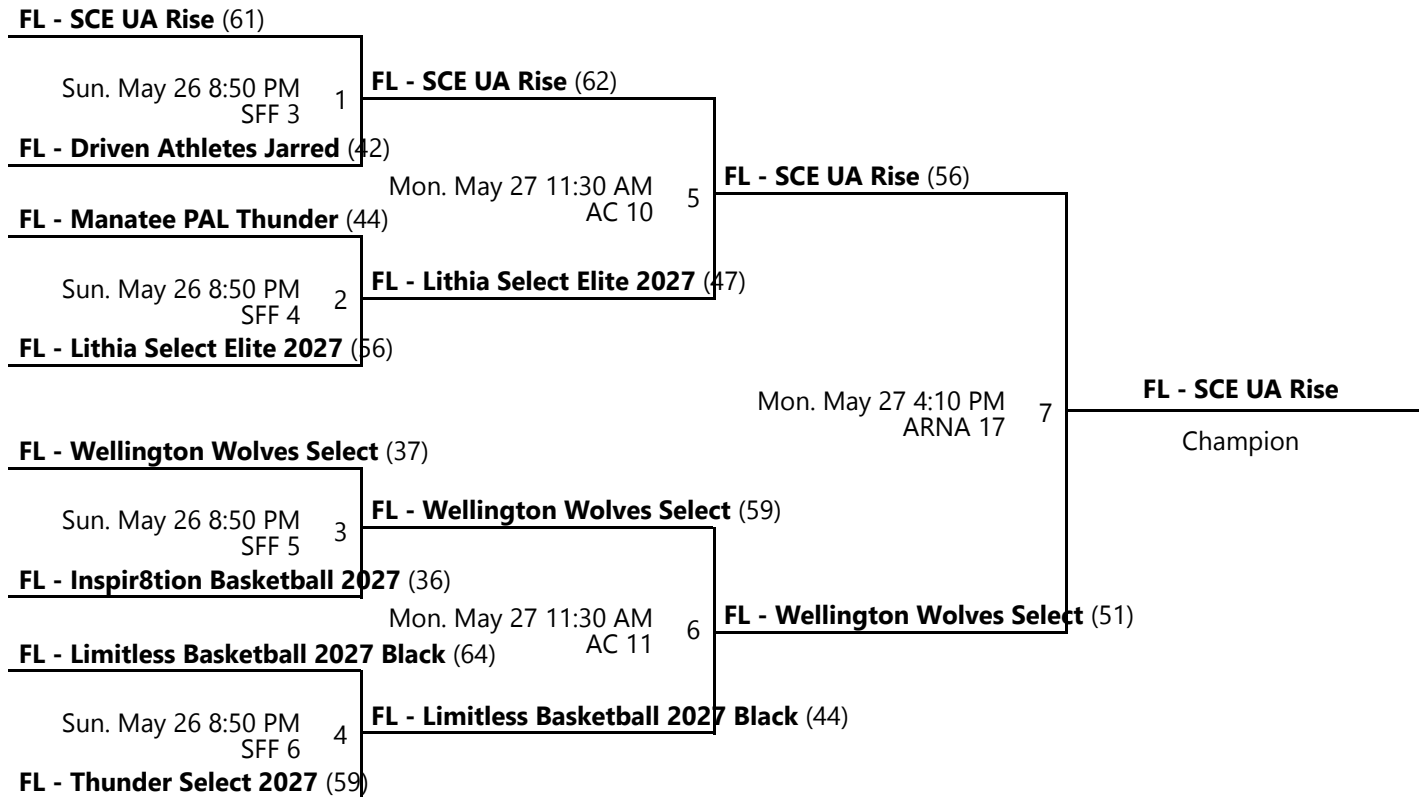 FL - SCE UA Rise (61)
Sun. May 26 8:50 PM
SFF 3
1
FL - Driven Athletes Jarred (42)
FL - Manatee PAL Thunder (44)
Sun. May 26 8:50 PM
SFF 4
2
FL - Lithia Select Elite 2027 (56)
FL - Wellington Wolves Select (37)
Sun. May 26 8:50 PM
SFF 5
3
FL - Inspir8tion Basketball 2027 (36)
FL - Limitless Basketball 2027 Black (64)
Sun. May 26 8:50 PM
SFF 6
4
FL - Thunder Select 2027 (59)
FL - SCE UA Rise (62)
Mon. May 27 11:30 AM
AC 10
5
FL - Lithia Select Elite 2027 (47)
FL - Wellington Wolves Select (59)
Mon. May 27 11:30 AM
AC 11
6
FL - Limitless Basketball 2027 Black (44)
FL - SCE UA Rise (56)
Mon. May 27 4:10 PM
ARNA 17
7
FL - Wellington Wolves Select (51)
FL - SCE UA Rise
Champion